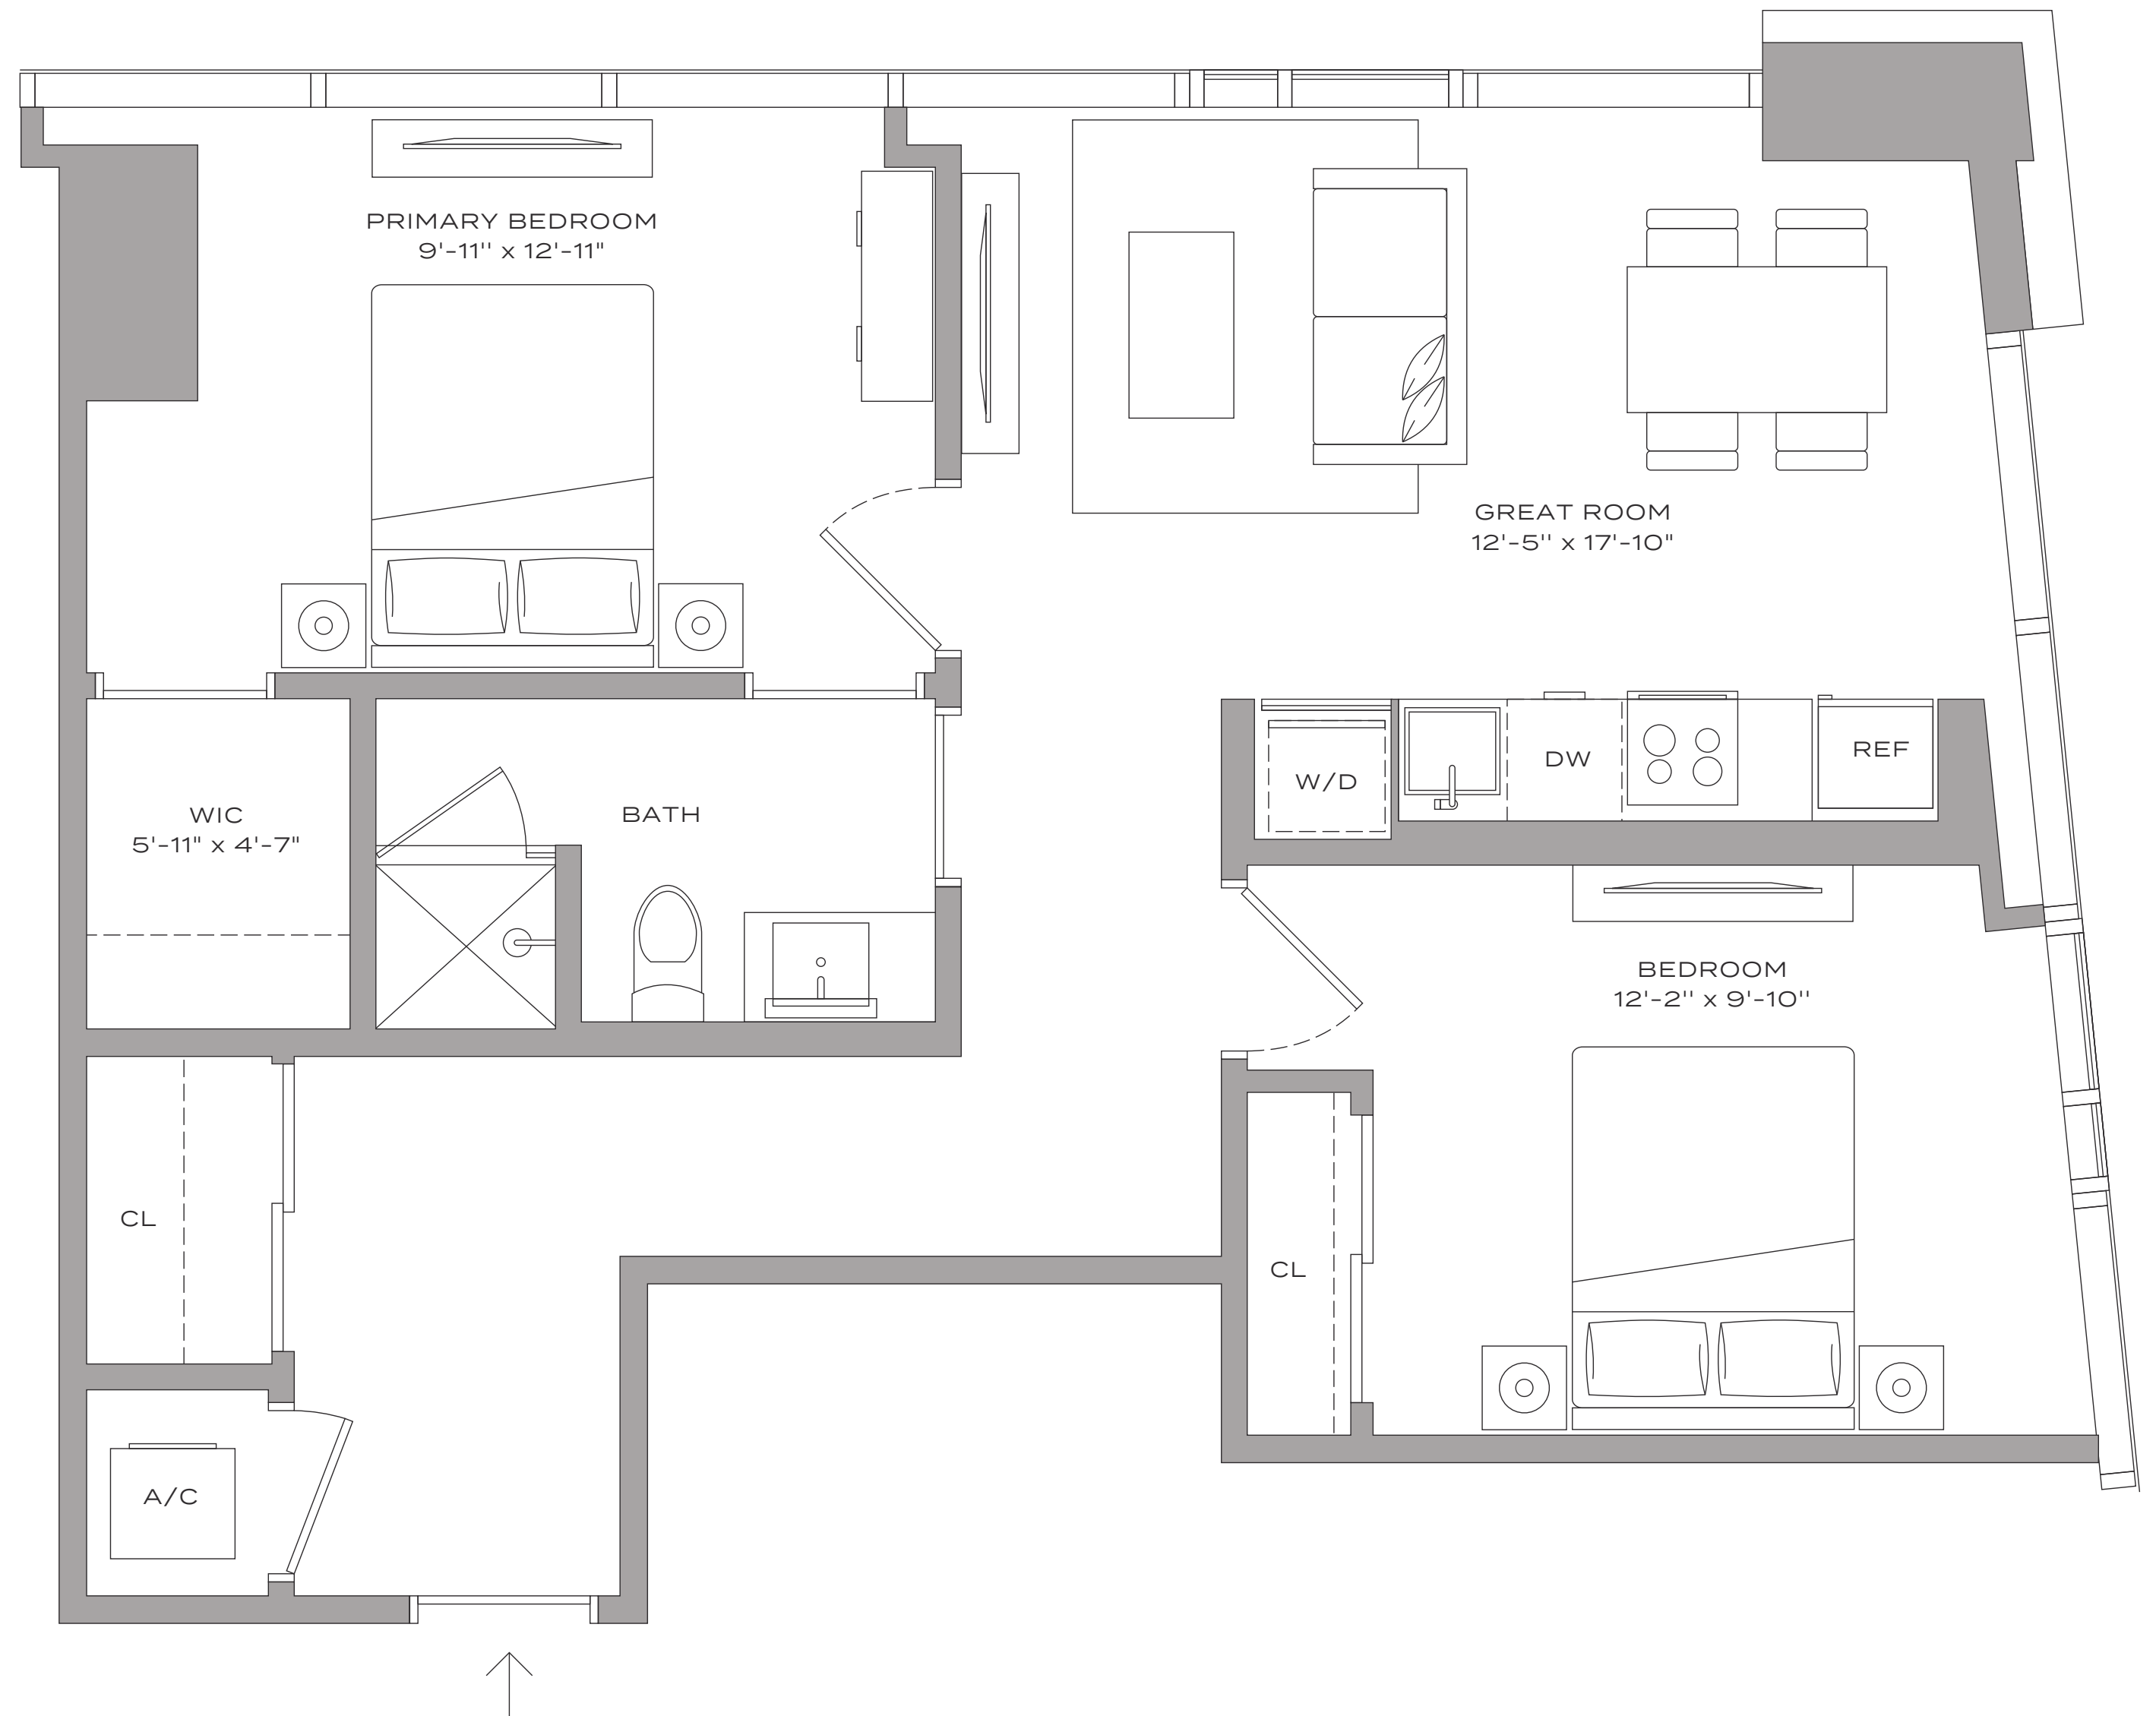 PRIMARY BEDROOM
9'-11'' x 12'-11"
GREAT ROOM
12'-5'' x 17'-10"
W/D
DW
REF
WIC
5'-11" x 4'-7"
BATH
BEDROOM
12'-2'' x 9'-10''
CL
CL
A/C